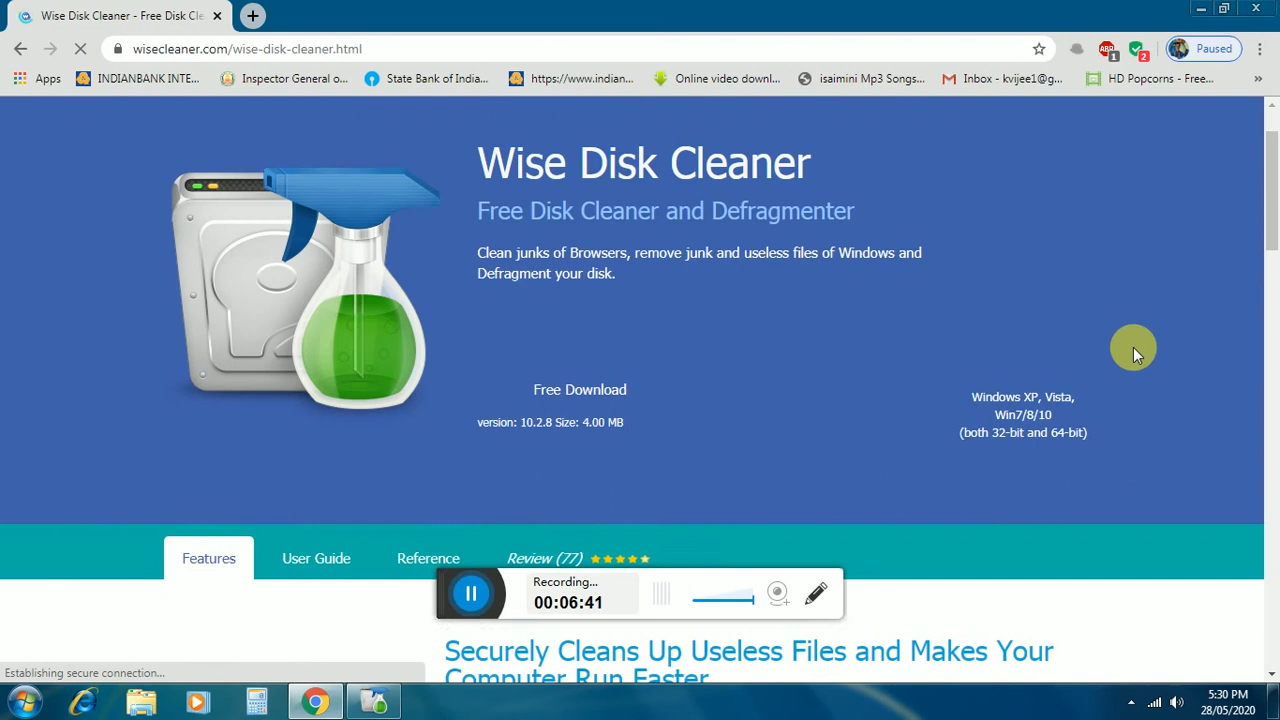 Wise Disk Cleaner - Free Disk Cle
wisecleaner.com/wise-disk-cleaner.html
ABP 1 2 Paused
Apps INDIANBANK INTE... Inspector General o... State Bank of India... https://www.indian... Online video downl... isaimini Mp3 Songs... Inbox - kvijee1@g... HD Popcorns - Free... »
Wise Disk Cleaner
Free Disk Cleaner and Defragmenter
Clean junks of Browsers, remove junk and useless files of Windows and
Defragment your disk.
Free Download
version: 10.2.8 Size: 4.00 MB
Windows XP, Vista,
Win7/8/10
(both 32-bit and 64-bit)
Features User Guide Reference Review (77)
Recording...
00:06:41
Securely Cleans Up Useless Files and Makes Your
Computer Run Faster
Establishing secure connection...
5:30 PM
28/05/2020